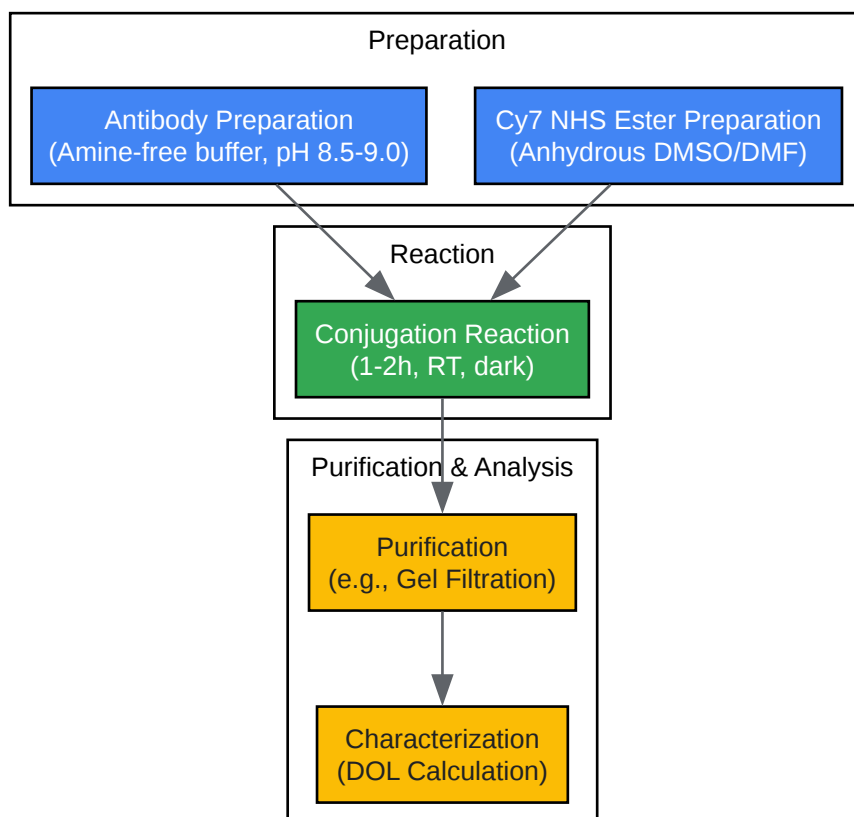 Preparation
Antibody Preparation
(Amine-free buffer, pH 8.5-9.0)
Cy7 NHS Ester Preparation
(Anhydrous DMSO/DMF)
Reaction
Conjugation Reaction
(1-2h, RT, dark)
Purification & Analysis
Purification
(e.g., Gel Filtration)
Characterization
(DOL Calculation)